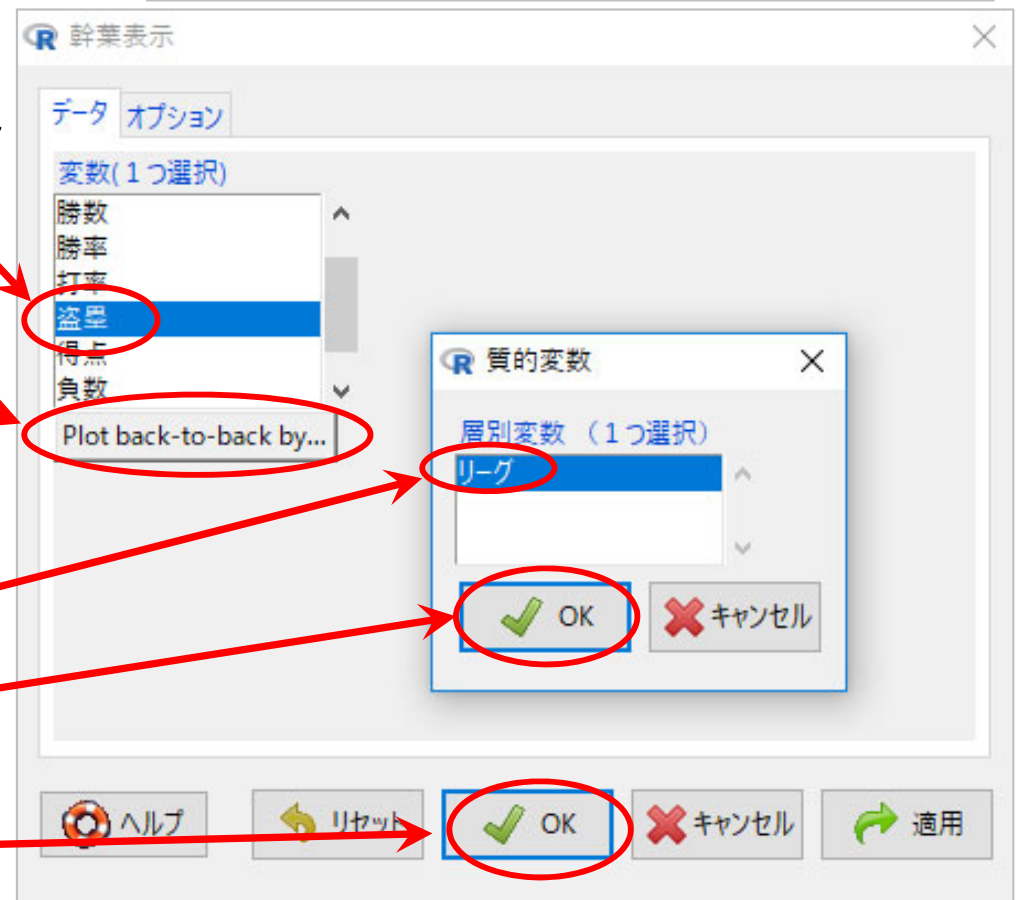 幹葉表示
データ オプション
変数(１つ選択)
勝数
勝率
打率
盗塁
得点
負数
Plot back-to-back by...
質的変数
層別変数 （１つ選択）
リーグ
OK キャンセル
ヘルプ リセット OK キャンセル 適用